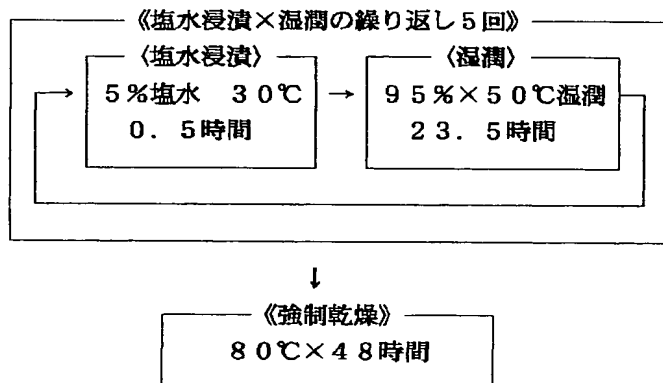 《塩水浸漬×湿潤の繰り返し5回》
〈塩水浸漬〉 〈湿潤〉
5%塩水 30℃ → 95%×50℃湿潤
0.5時間 23.5時間
↓
《強制乾燥》
80℃×48時間